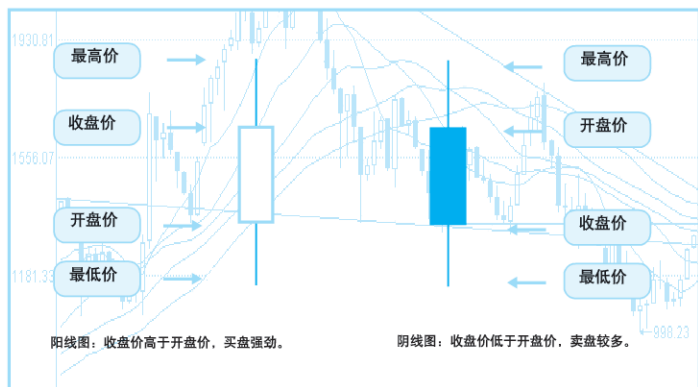 1930.81
最高价
最高价
收盘价
开盘价
1556.07
开盘价
收盘价
1181.33
最低价
最低价
998.23
阳线图：收盘价高于开盘价，买盘强劲。
阴线图：收盘价低于开盘价，卖盘较多。